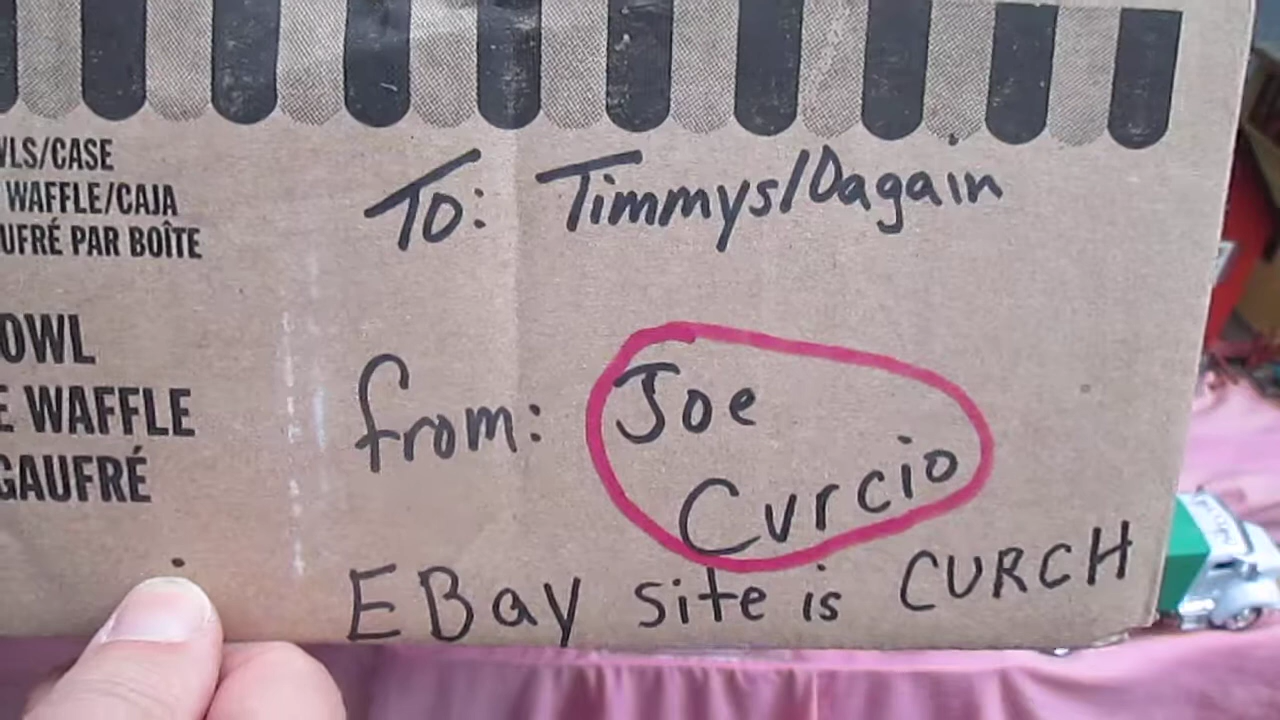 WLS/CASE
WAFFLE/CAJA
UFRÉ PAR BOÎTE
OWL
E WAFFLE
GAUFRÉ
To: Timmys/Dagain
from: Joe
Curcio
EBay site is CURCH